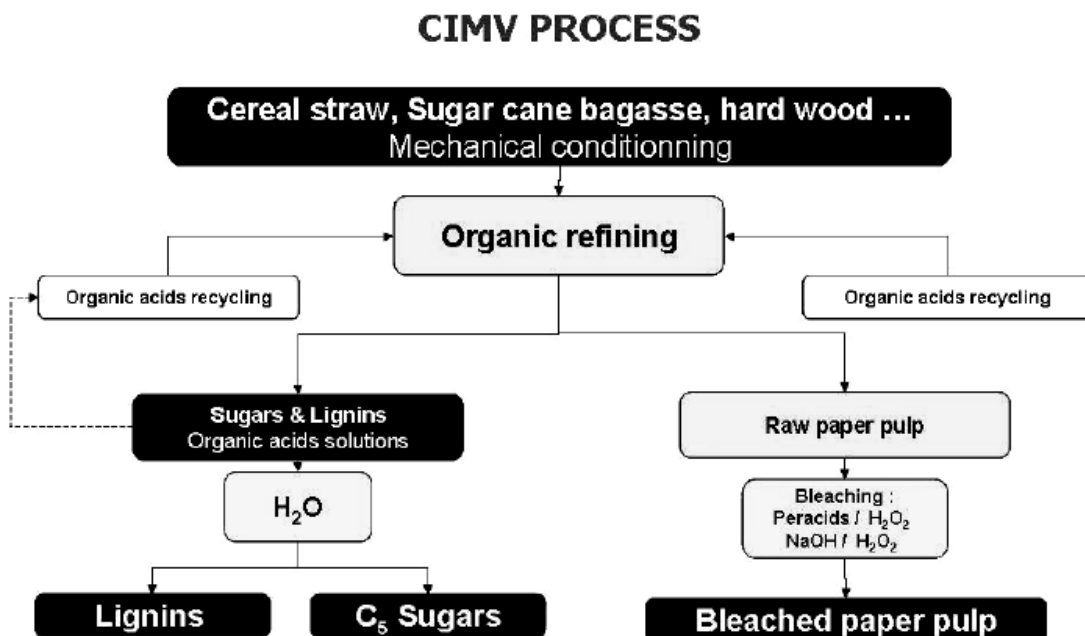 CIMV PROCESS
Cereal straw, Sugar cane bagasse, hard wood ...
Mechanical conditionning
Organic refining
Organic acids recycling
Organic acids recycling
Sugars & Lignins
Organic acids solutions
Raw paper pulp
H₂O
Bleaching :
Peracids / H₂O₂
NaOH / H₂O₂
Lignins
C₅ Sugars
Bleached paper pulp